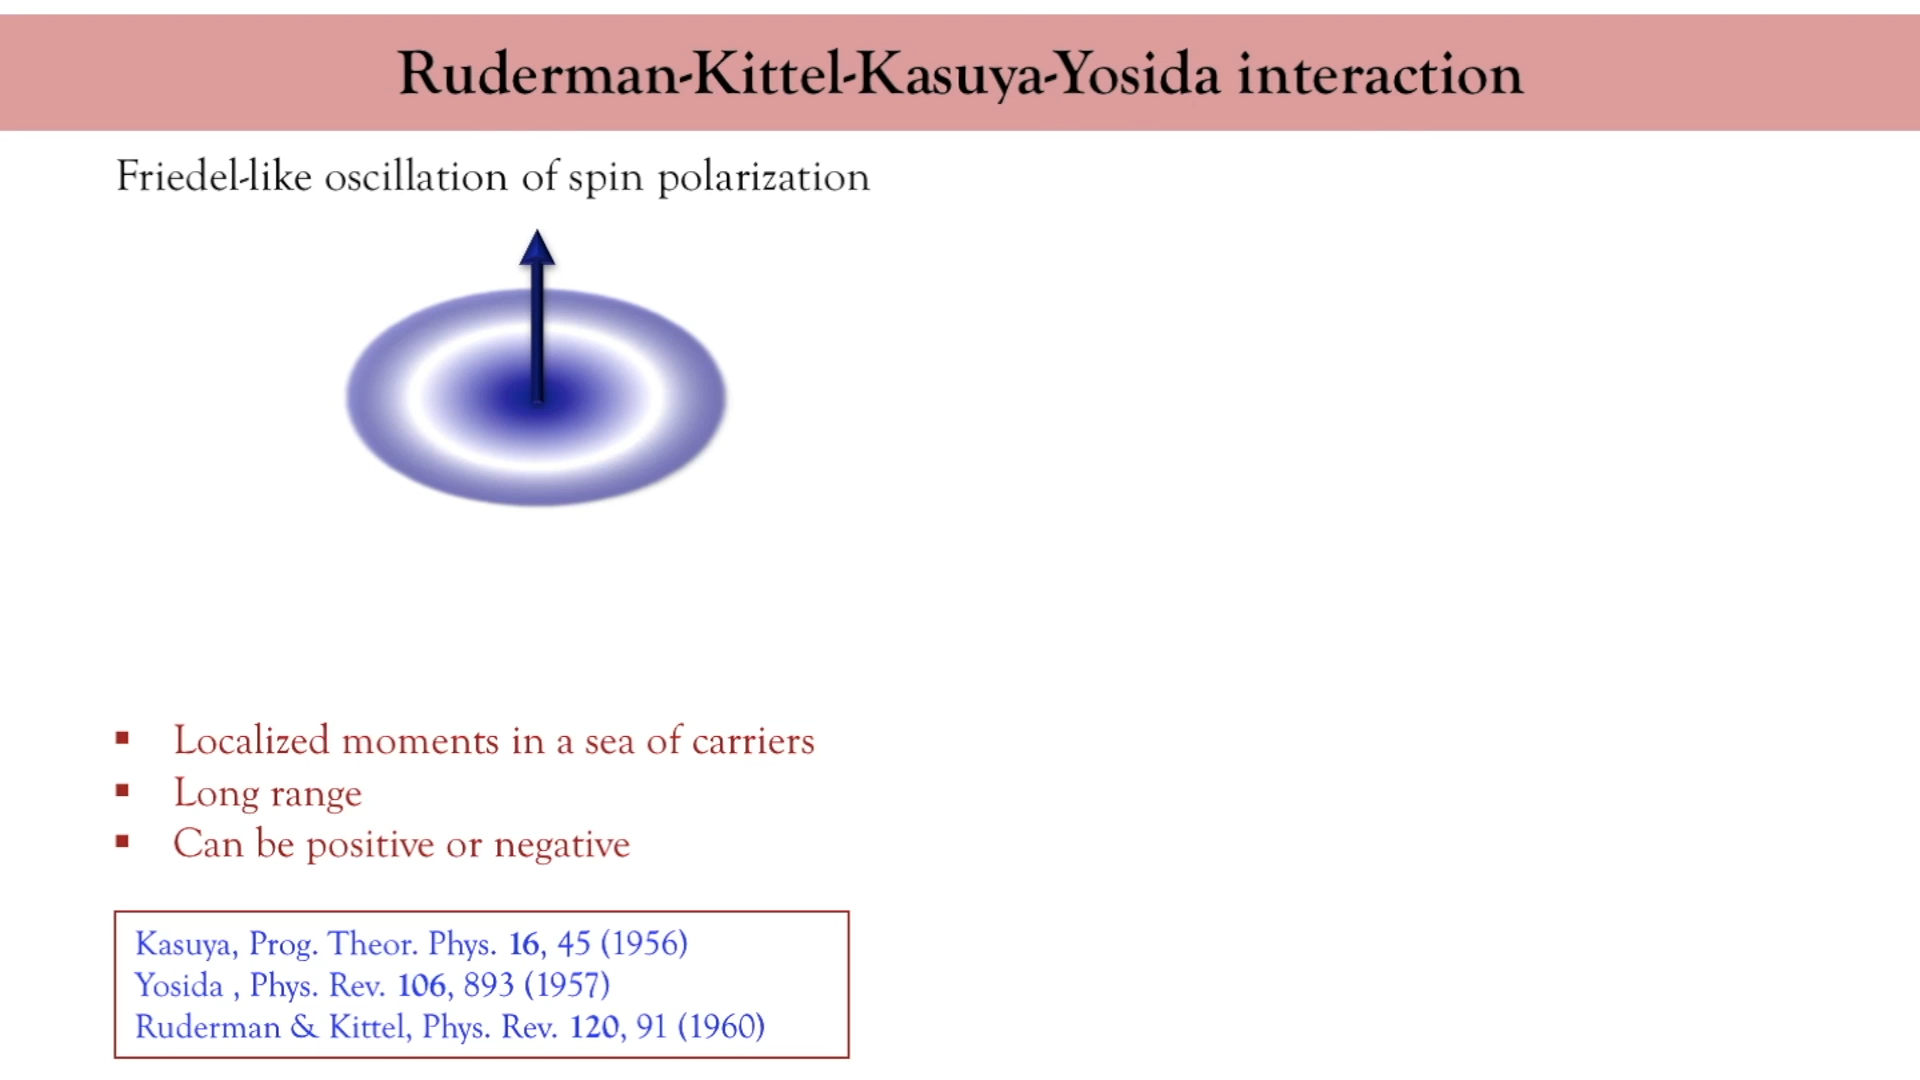 Ruderman-Kittel-Kasuya-Yosida interaction
Friedel-like oscillation of spin polarization
▪ Localized moments in a sea of carriers
▪ Long range
▪ Can be positive or negative
Kasuya, Prog. Theor. Phys. 16, 45 (1956)
Yosida , Phys. Rev. 106, 893 (1957)
Ruderman & Kittel, Phys. Rev. 120, 91 (1960)